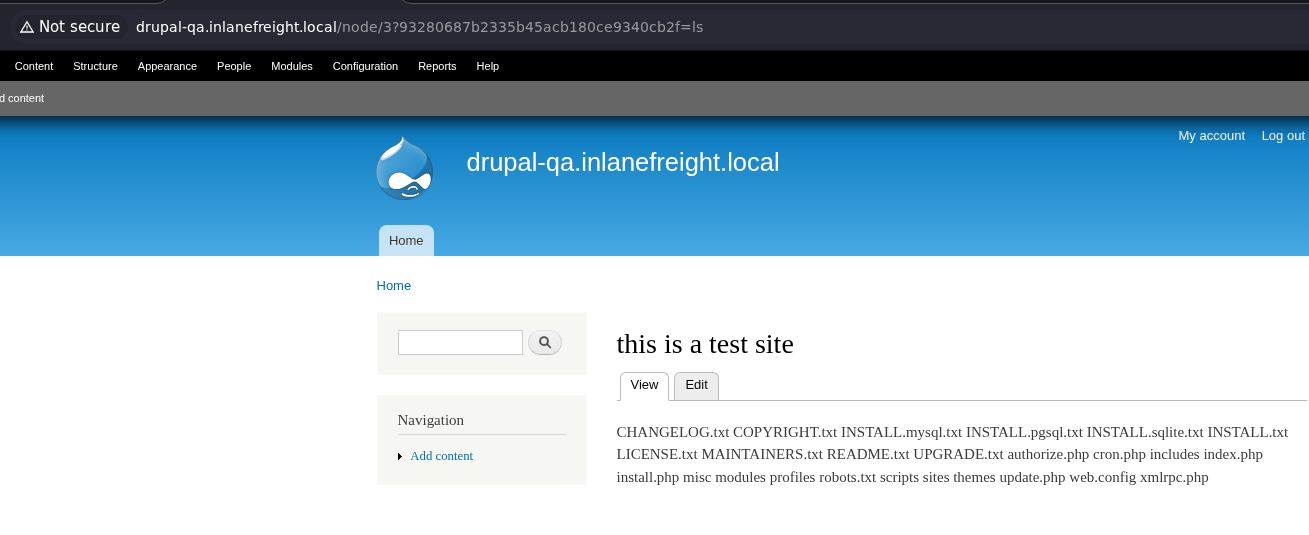 Not secure drupal-qa.inlanefreight.local/node/3?93280687b2335b45acb180ce9340cb2f=ls
Content Structure Appearance People Modules Configuration Reports Help
d content
My account Log out
drupal-qa.inlanefreight.local
Home
Home
this is a test site
View Edit
Navigation
Add content
CHANGELOG.txt COPYRIGHT.txt INSTALL.mysql.txt INSTALL.pgsql.txt INSTALL.sqlite.txt INSTALL.txt
LICENSE.txt MAINTAINERS.txt README.txt UPGRADE.txt authorize.php cron.php includes index.php
install.php misc modules profiles robots.txt scripts sites themes update.php web.config xmlrpc.php